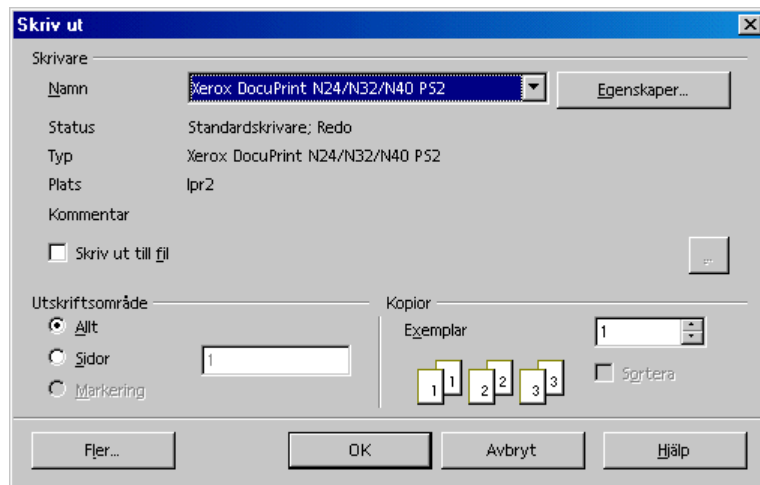 Skriv ut
Skrivare
Namn Xerox DocuPrint N24/N32/N40 PS2 Egenskaper...
Status Standardskrivare; Redo
Typ Xerox DocuPrint N24/N32/N40 PS2
Plats lpr2
Kommentar
Skriv ut till fil ...
Utskriftsområde Kopior
Allt Exemplar 1
Sidor 1
1 1 2 2 3 3 Sortera
Markering
Fler... OK Avbryt Hjälp